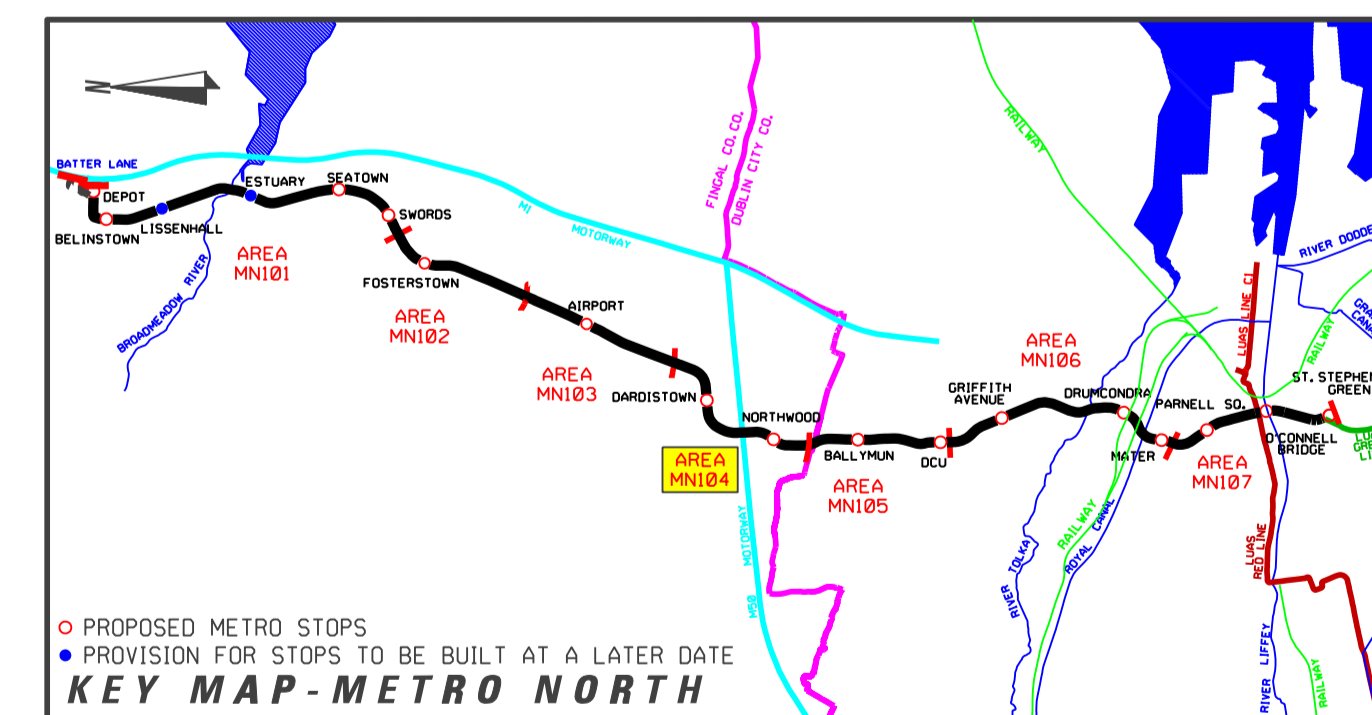 N
BATTER LANE
DEPOT
BELINSTOWN
LISSENHALL
ESTUARY
SEATOWN
SWORDS
BROADMEADOW RIVER
AREA
MN101
FOSTERSTOWN
AREA
MN102
M1
MOTORWAY
AIRPORT
AREA
MN103
DARDISTOWN
FINGAL CO. CO.
DUBLIN CITY CO.
NORTHWOOD
AREA
MN104
MOTORWAY
M50
BALLYMUN
AREA
MN105
DCU
GRIFFITH
AVENUE
AREA
MN106
RAILWAY
DRUMCONDRA
MATER
PARNELL SQ.
AREA
MN107
RIVER TOLKA
RAILWAY
ROYAL CANAL
LUAS LINE C1
RIVER DODDE
RAILWAY
ST. STEPHEN
GREEN
O'CONNELL
BRIDGE
LUAS
RED LINE
RIVER LIFFEY
RAILWAY
PROPOSED METRO STOPS
PROVISION FOR STOPS TO BE BUILT AT A LATER DATE
KEY MAP-METRO NORTH